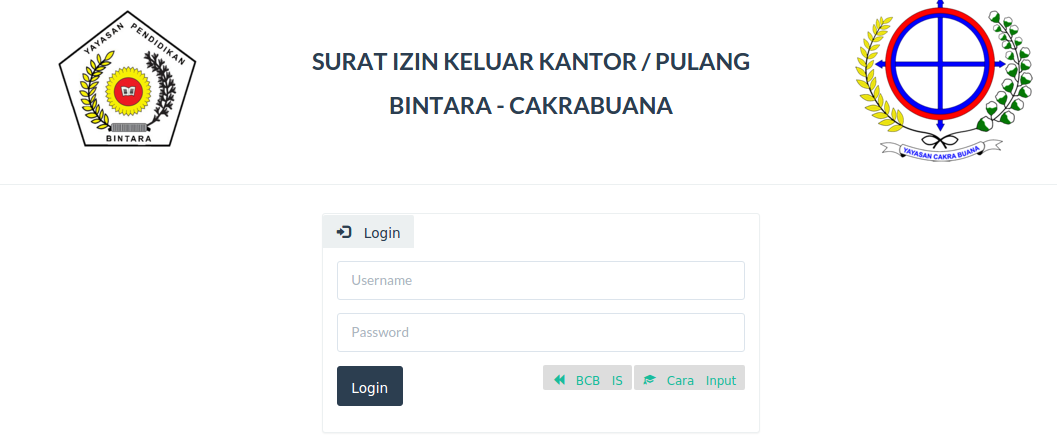 YAYASAN PENDIDIKAN
BINTARA
SURAT IZIN KELUAR KANTOR / PULANG
BINTARA - CAKRABUANA
YAYASAN CAKRA BUANA
Login
Username
Password
Login
BCB IS
Cara Input